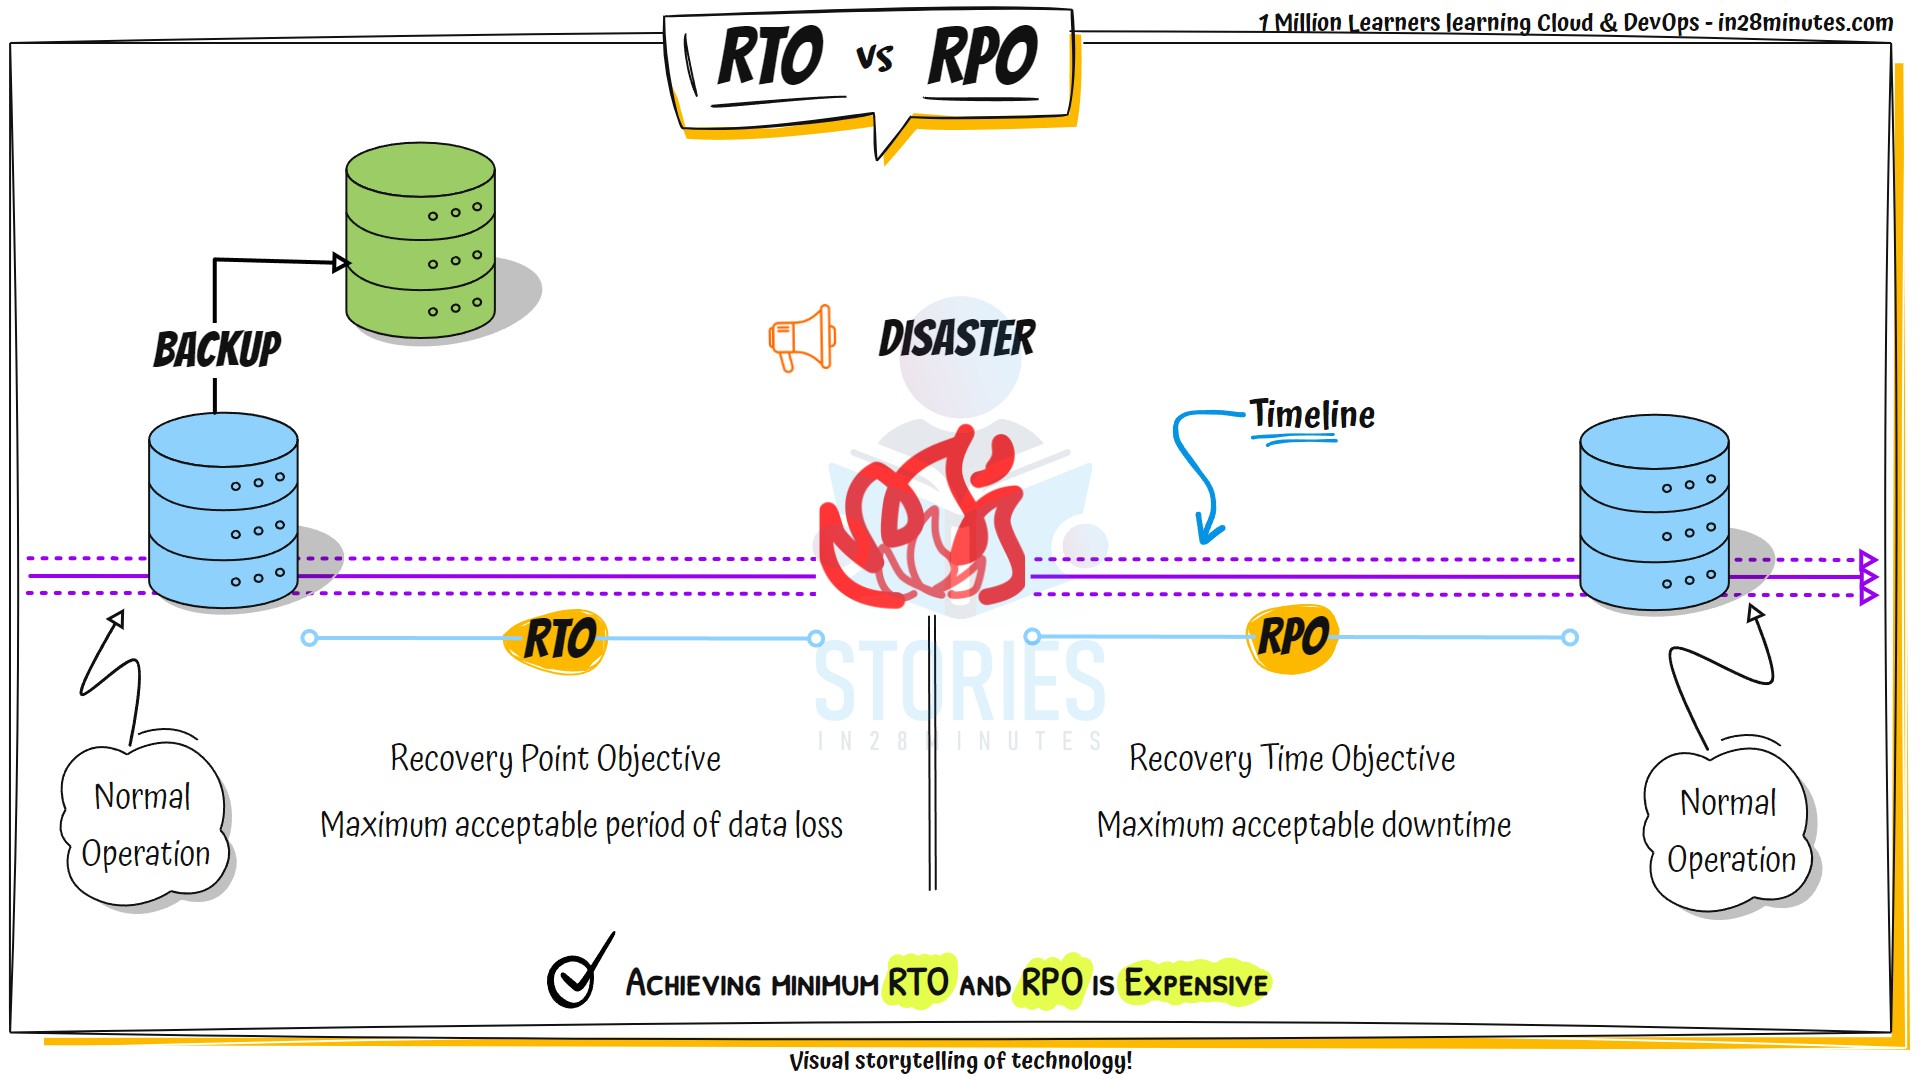 1 Million Learners learning Cloud & DevOps - in28minutes.com
RTO vs RPO
BACKUP
DISASTER
Timeline
RTO
RPO
STORIES
IN28MINUTES
Recovery Point Objective
Maximum acceptable period of data loss
Recovery Time Objective
Maximum acceptable downtime
Normal
Operation
Normal
Operation
ACHIEVING MINIMUM RTO AND RPO IS EXPENSIVE
Visual storytelling of technology!